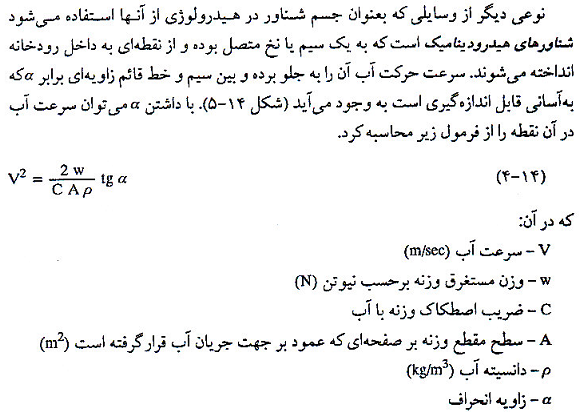 نوعی دیگر از وسایلی که بعنوان جسم شناور در هیدرولوژی از آنها استفاده می‌شود
شناورهای هیدرودینامیک است که به یک سیم یا نخ متصل بوده و از نقطه‌ای به داخل رودخانه
انداخته می‌شوند. سرعت حرکت آب آن را به جلو برده و بین سیم و خط قائم زاویه‌ای برابر α که
به‌آسانی قابل اندازه‌گیری است به وجود می‌آید (شکل ۱۴-۵). با داشتن α می‌توان سرعت آب
در آن نقطه را از فرمول زیر محاسبه کرد.
(۱۴-۴) V² = 2 w / C A ρ tg α
که در آن:
V – سرعت آب (m/sec)
w – وزن مستغرق وزنه برحسب نیوتن (N)
C – ضریب اصطکاک وزنه با آب
A – سطح مقطع وزنه بر صفحه‌ای که عمود بر جهت جریان آب قرار گرفته است (m²)
ρ – دانسیته آب (kg/m³)
α – زاویه انحراف